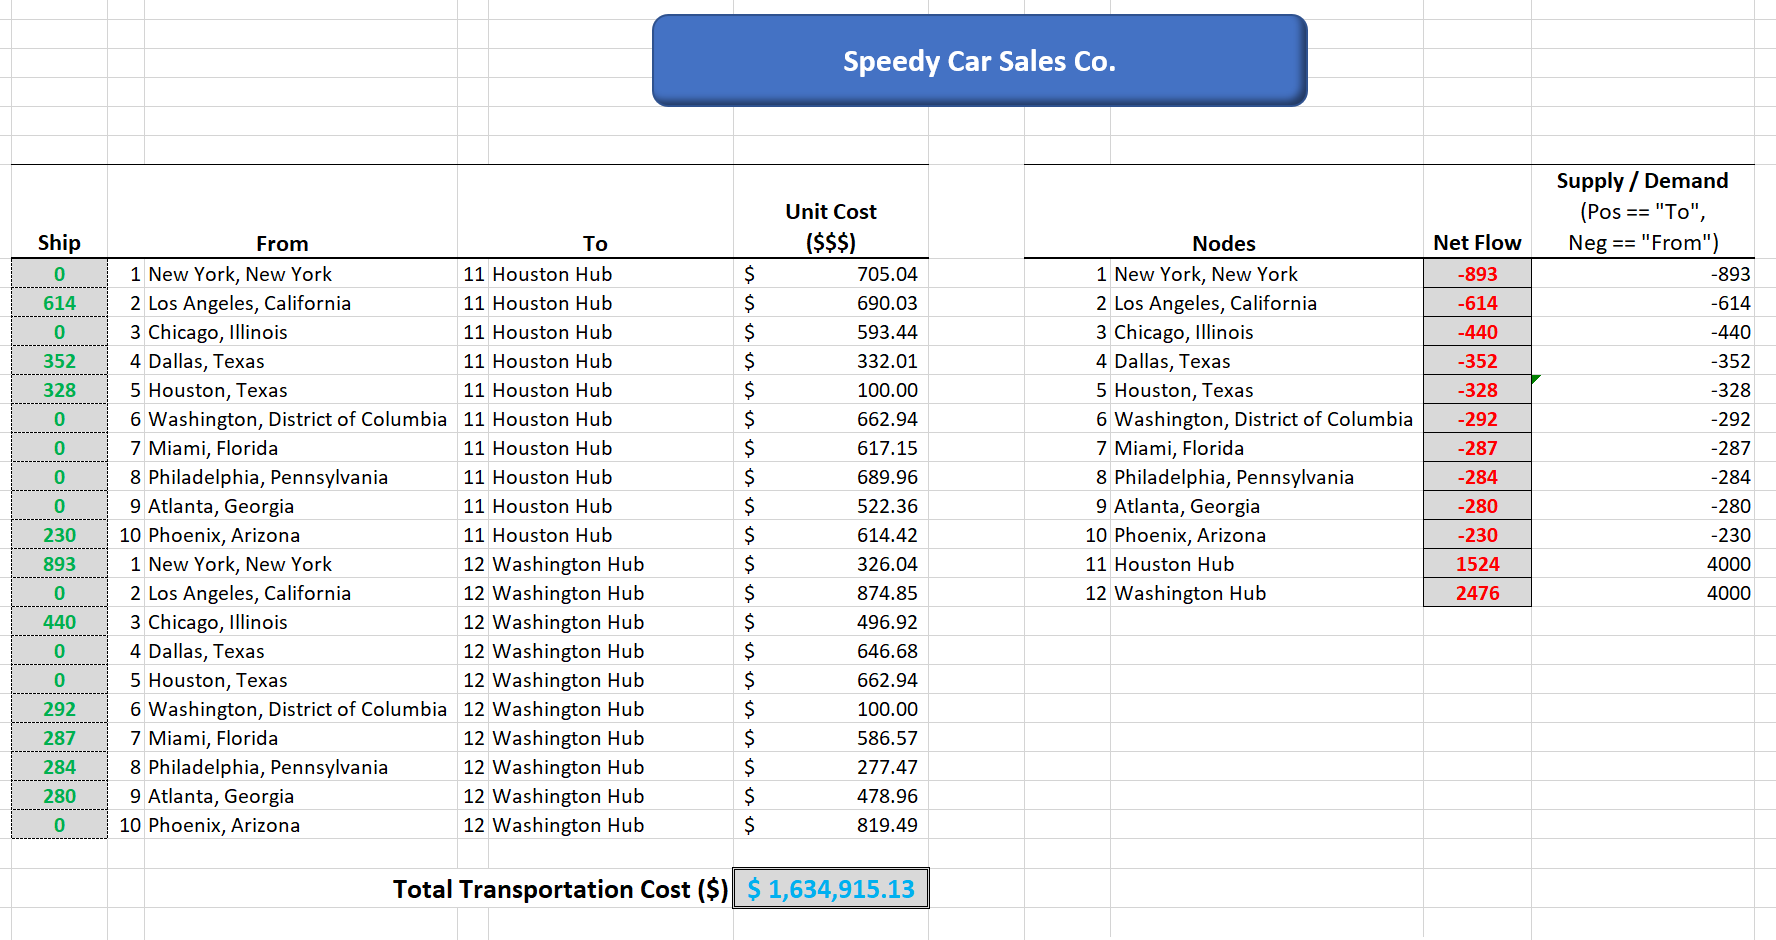 Speedy Car Sales Co.
Ship From To Unit Cost ($$$)
0 1 New York, New York 11 Houston Hub $ 705.04
614 2 Los Angeles, California 11 Houston Hub $ 690.03
0 3 Chicago, Illinois 11 Houston Hub $ 593.44
352 4 Dallas, Texas 11 Houston Hub $ 332.01
328 5 Houston, Texas 11 Houston Hub $ 100.00
0 6 Washington, District of Columbia 11 Houston Hub $ 662.94
0 7 Miami, Florida 11 Houston Hub $ 617.15
0 8 Philadelphia, Pennsylvania 11 Houston Hub $ 689.96
0 9 Atlanta, Georgia 11 Houston Hub $ 522.36
230 10 Phoenix, Arizona 11 Houston Hub $ 614.42
893 1 New York, New York 12 Washington Hub $ 326.04
0 2 Los Angeles, California 12 Washington Hub $ 874.85
440 3 Chicago, Illinois 12 Washington Hub $ 496.92
0 4 Dallas, Texas 12 Washington Hub $ 646.68
0 5 Houston, Texas 12 Washington Hub $ 662.94
292 6 Washington, District of Columbia 12 Washington Hub $ 100.00
287 7 Miami, Florida 12 Washington Hub $ 586.57
284 8 Philadelphia, Pennsylvania 12 Washington Hub $ 277.47
280 9 Atlanta, Georgia 12 Washington Hub $ 478.96
0 10 Phoenix, Arizona 12 Washington Hub $ 819.49
Total Transportation Cost ($) $ 1,634,915.13
Nodes Net Flow Supply / Demand
(Pos == "To",
Neg == "From")
1 New York, New York -893 -893
2 Los Angeles, California -614 -614
3 Chicago, Illinois -440 -440
4 Dallas, Texas -352 -352
5 Houston, Texas -328 -328
6 Washington, District of Columbia -292 -292
7 Miami, Florida -287 -287
8 Philadelphia, Pennsylvania -284 -284
9 Atlanta, Georgia -280 -280
10 Phoenix, Arizona -230 -230
11 Houston Hub 1524 4000
12 Washington Hub 2476 4000